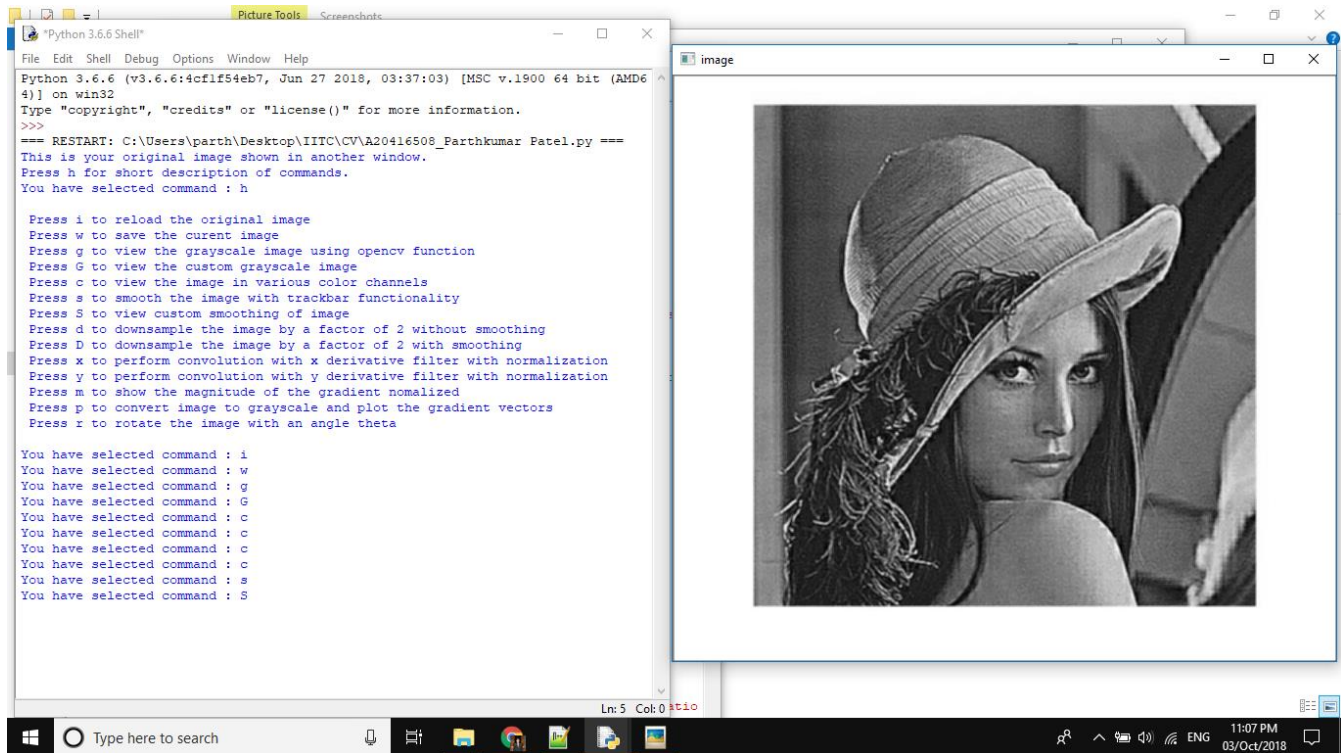 Picture Tools
Screenshots
*Python 3.6.6 Shell*
File Edit Shell Debug Options Window Help
Python 3.6.6 (v3.6.6:4cf1f54eb7, Jun 27 2018, 03:37:03) [MSC v.1900 64 bit (AMD6
4)] on win32
Type "copyright", "credits" or "license()" for more information.
>>>
=== RESTART: C:\Users\parth\Desktop\IITC\CV\A20416508_Parthkumar Patel.py ===
This is your original image shown in another window.
Press h for short description of commands.
You have selected command : h
Press i to reload the original image
Press w to save the curent image
Press g to view the grayscale image using opencv function
Press G to view the custom grayscale image
Press c to view the image in various color channels
Press s to smooth the image with trackbar functionality
Press S to view custom smoothing of image
Press d to downsample the image by a factor of 2 without smoothing
Press D to downsample the image by a factor of 2 with smoothing
Press x to perform convolution with x derivative filter with normalization
Press y to perform convolution with y derivative filter with normalization
Press m to show the magnitude of the gradient nomalized
Press p to convert image to grayscale and plot the gradient vectors
Press r to rotate the image with an angle theta
You have selected command : i
You have selected command : w
You have selected command : g
You have selected command : G
You have selected command : c
You have selected command : c
You have selected command : c
You have selected command : c
You have selected command : s
You have selected command : S
Ln: 5 Col: 0
atio
image
Type here to search
ENG
11:07 PM
03/Oct/2018